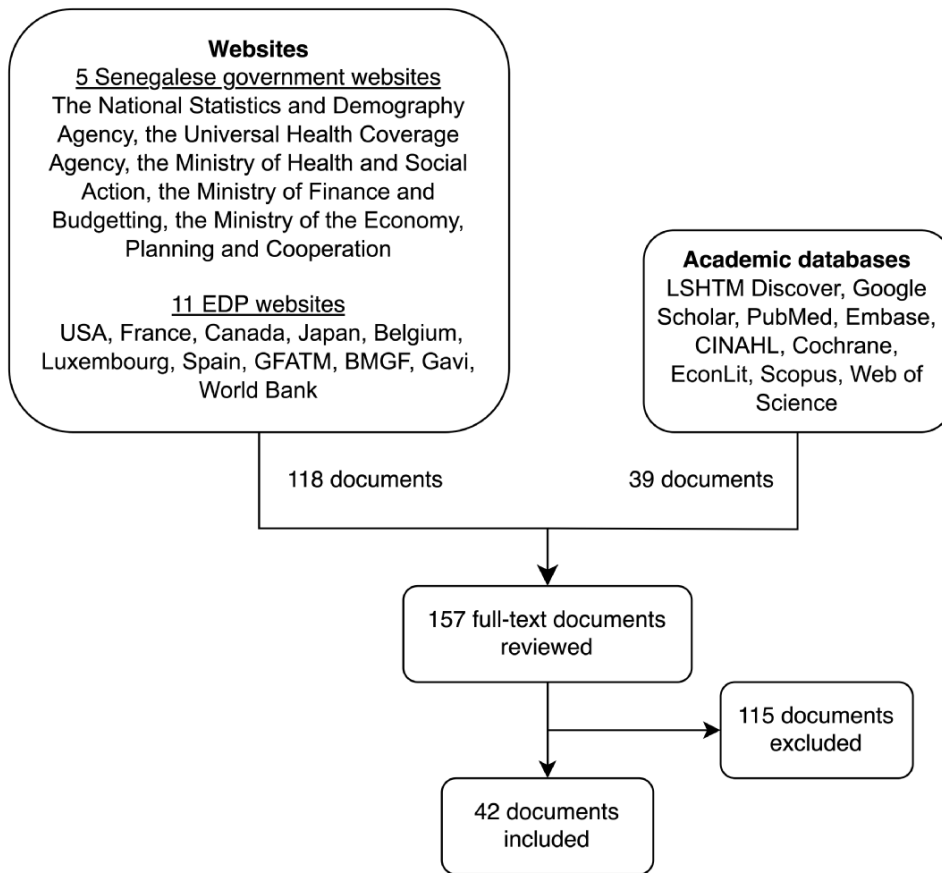 Websites
5 Senegalese government websites
The National Statistics and Demography
Agency, the Universal Health Coverage
Agency, the Ministry of Health and Social
Action, the Ministry of Finance and
Budgetting, the Ministry of the Economy,
Planning and Cooperation
11 EDP websites
USA, France, Canada, Japan, Belgium,
Luxembourg, Spain, GFATM, BMGF, Gavi,
World Bank
Academic databases
LSHTM Discover, Google
Scholar, PubMed, Embase,
CINAHL, Cochrane,
EconLit, Scopus, Web of
Science
118 documents
39 documents
157 full-text documents
reviewed
115 documents
excluded
42 documents
included